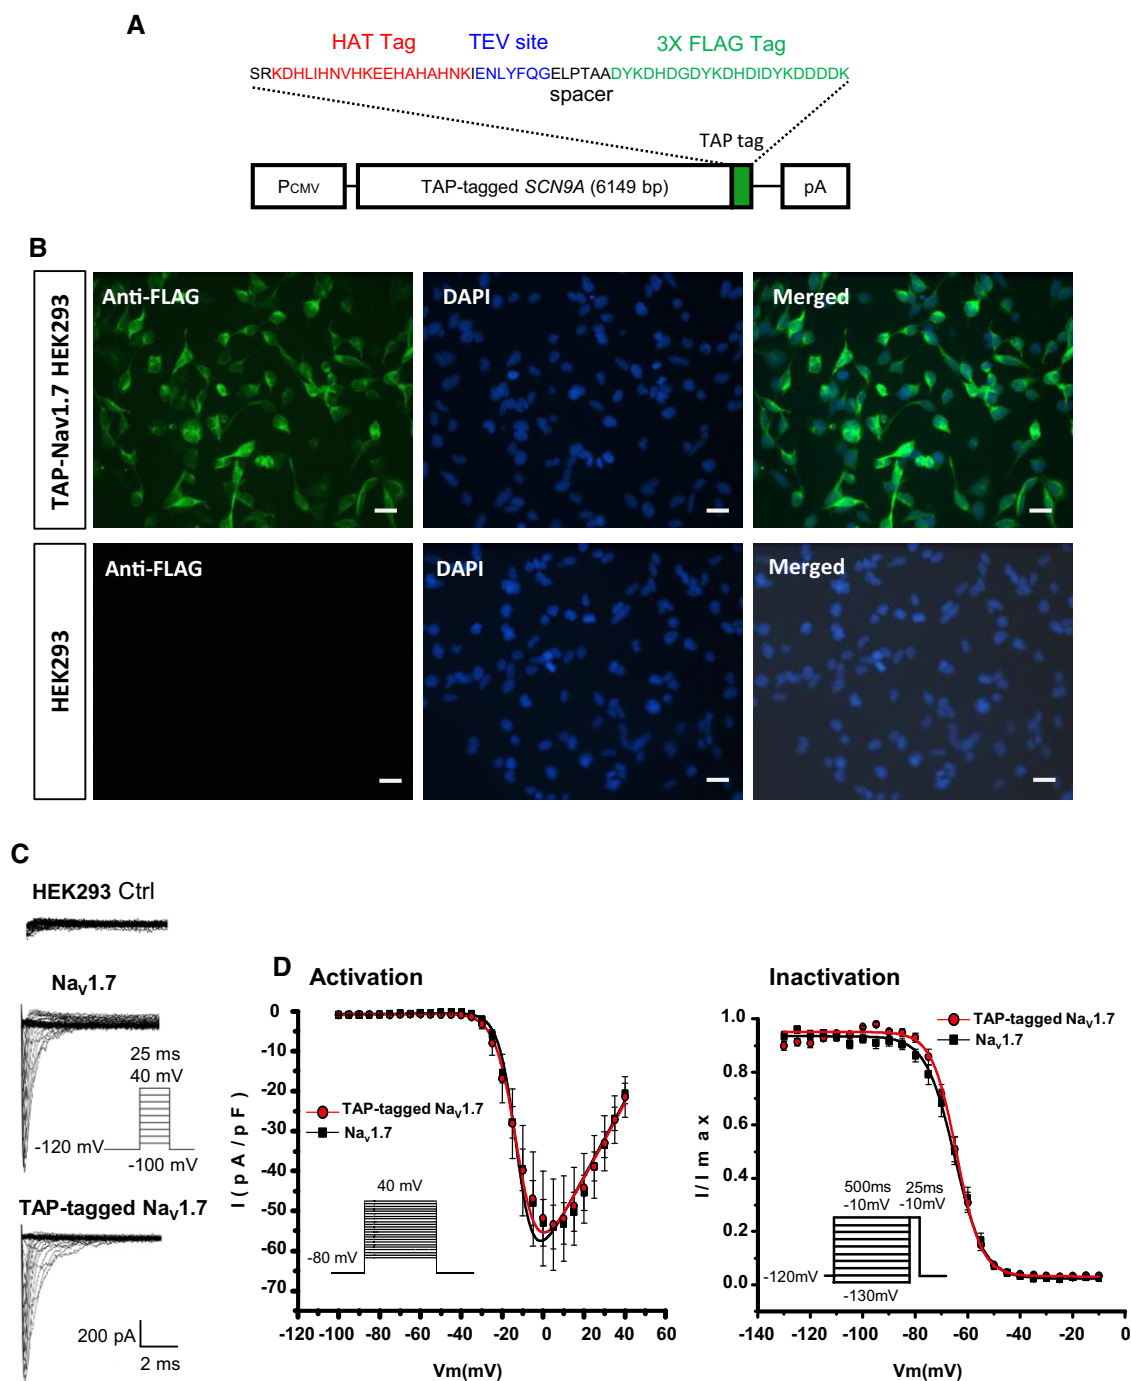 A
HAT Tag TEV site 3X FLAG Tag
SRKDHLIHNVHKEEHAHAHNKIENLYFQGELPTAADYKDHDGDYKDHDIDYKDDDDK
spacer
TAP tag
PCMV TAP-tagged SCN9A (6149 bp) pA
B
TAP-Nav1.7 HEK293
Anti-FLAG DAPI Merged
HEK293
Anti-FLAG DAPI Merged
C
HEK293 Ctrl
NaV1.7
25 ms
40 mV
-120 mV
-100 mV
TAP-tagged NaV1.7
200 pA
2 ms
D
Activation
I (pA/pF)
0
-10
-20
-30
-40
-50
-60
-70
TAP-tagged NaV1.7
NaV1.7
40 mV
-80 mV
-120 -100 -80 -60 -40 -20 0 20 40 60
Vm(mV)
Inactivation
TAP-tagged NaV1.7
NaV1.7
I/Imax
1.0
0.8
0.6
0.4
0.2
0.0
500ms 25ms
-10mV -10mV
-120mV
-130mV
-140 -120 -100 -80 -60 -40 -20 0
Vm(mV)